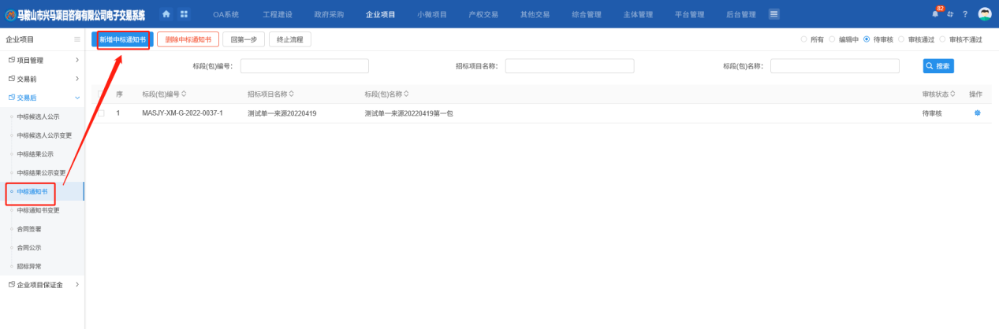 马鞍山市兴马项目咨询有限公司电子交易系统 OA系统 工程建设 政府采购 企业项目 小微项目 产权交易 其他交易 综合管理 主体管理 平台管理 后台管理 82 ?
企业项目 新增中标通知书 删除中标通知书 回第一步 终止流程 所有 编辑中 待审核 审核通过 审核不通过
项目管理
标段(包)编号: 招标项目名称: 标段(包)名称: 搜索
交易前
序 标段(包)编号 招标项目名称 标段(包)名称 审核状态 操作
交易后
1 MASJY-XM-G-2022-0037-1 测试单一来源20220419 测试单一来源20220419第一包 待审核
中标候选人公示
中标候选人公示变更
中标结果公示
中标结果公示变更
中标通知书
中标通知书变更
合同签署
合同公示
招标异常
企业项目保证金